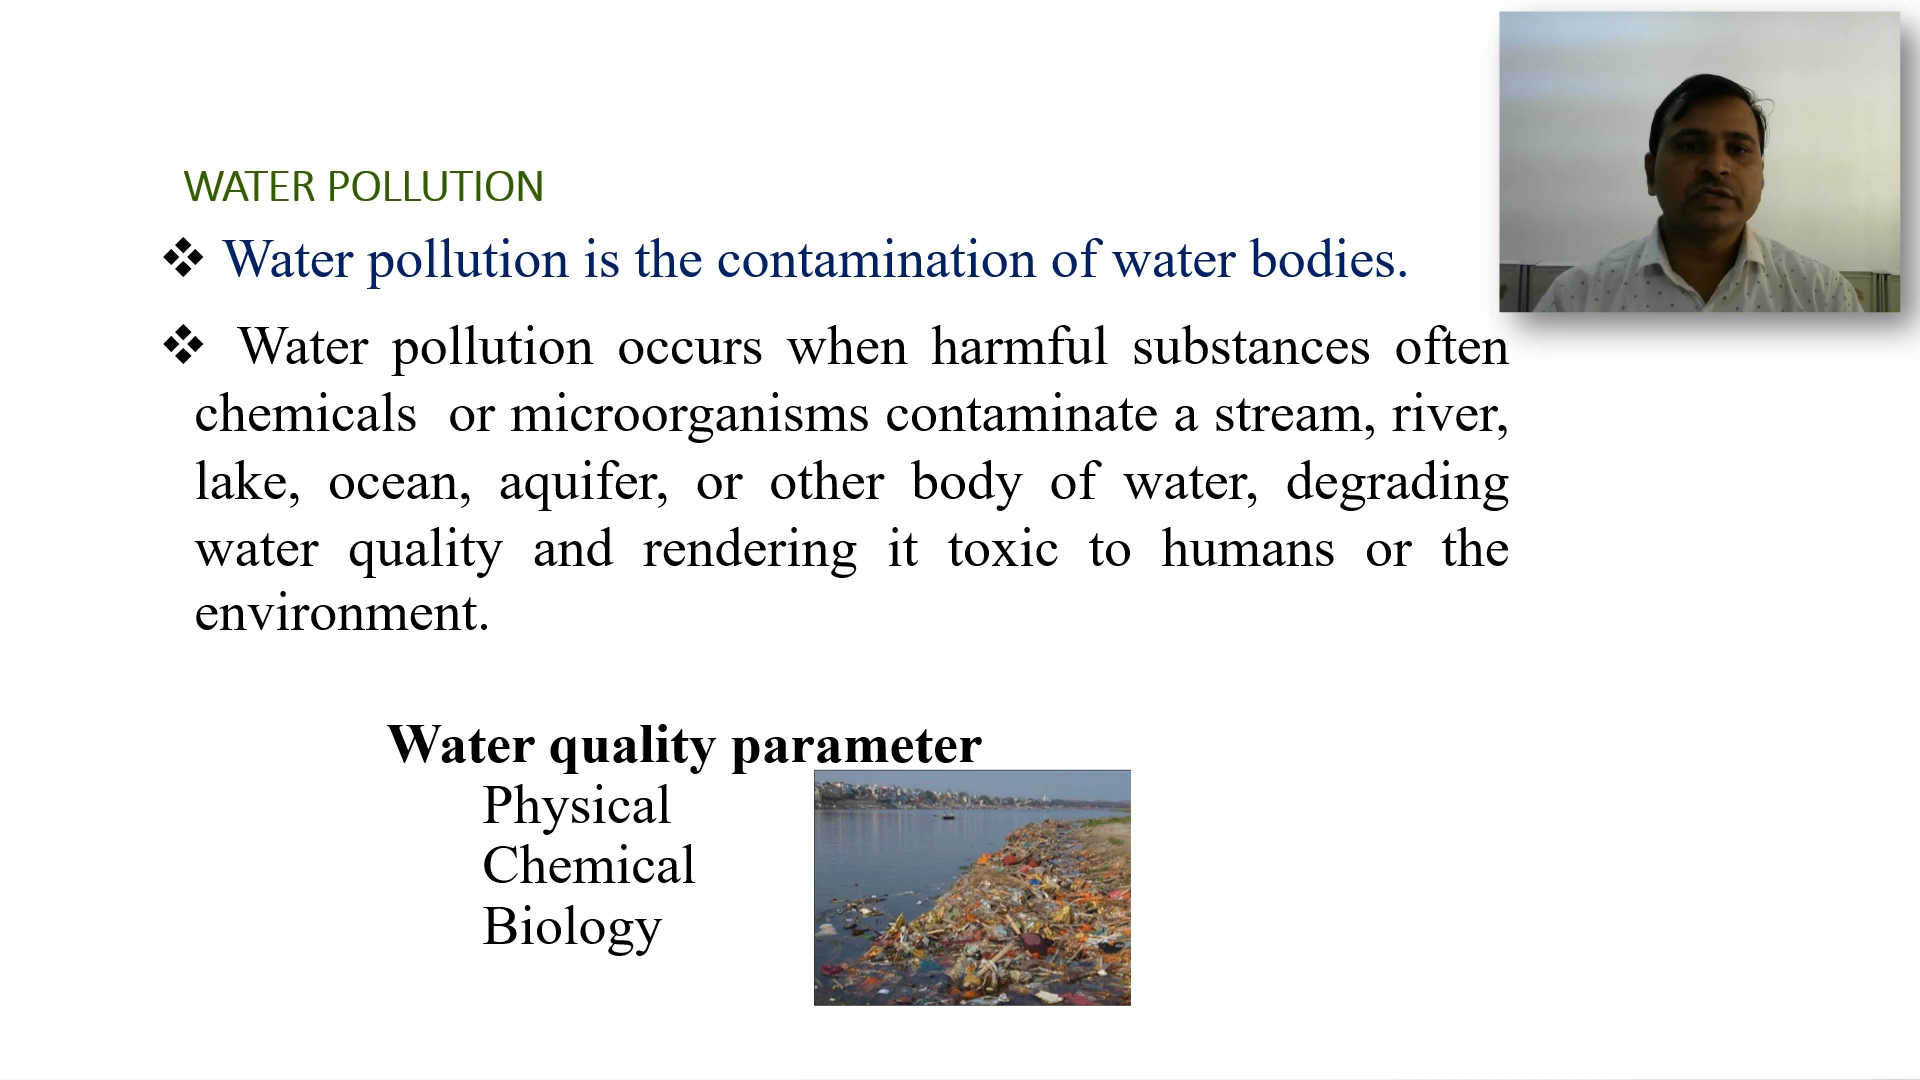 WATER POLLUTION
❖ Water pollution is the contamination of water bodies.
❖ Water pollution occurs when harmful substances often
chemicals or microorganisms contaminate a stream, river,
lake, ocean, aquifer, or other body of water, degrading
water quality and rendering it toxic to humans or the
environment.
Water quality parameter
Physical
Chemical
Biology